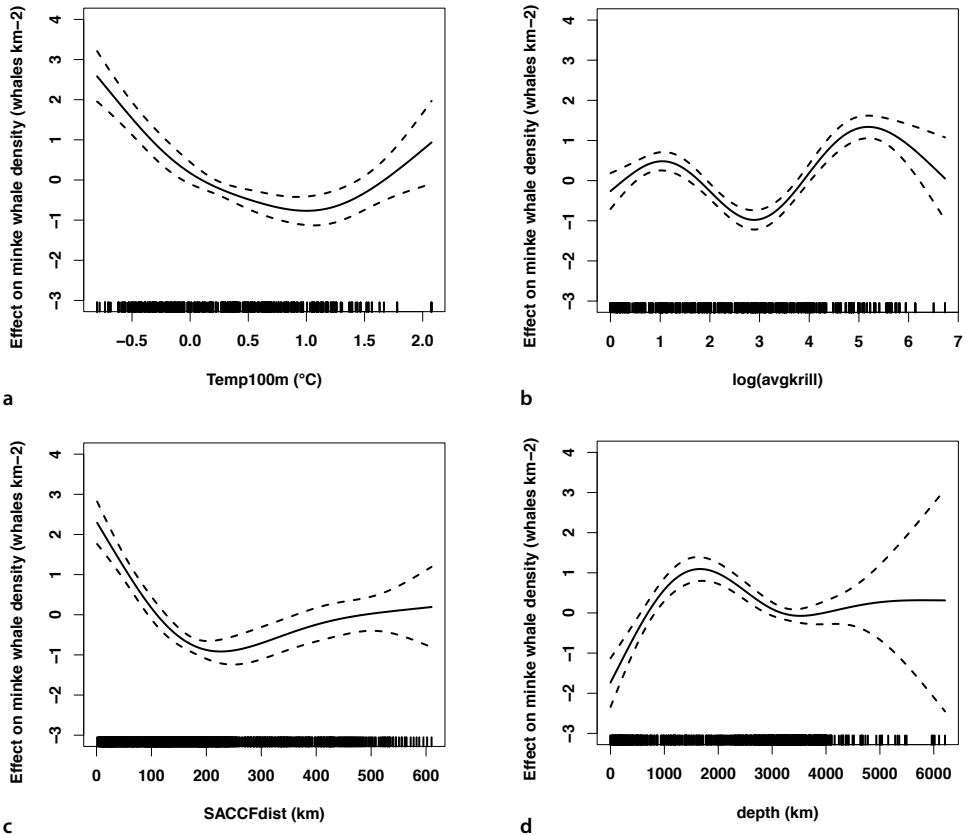 Effect on minke whale density (whales km−2)
4
3
2
1
0
−1
−2
−3
−0.5 0.0 0.5 1.0 1.5 2.0
Temp100m (°C)
a
Effect on minke whale density (whales km−2)
4
3
2
1
0
−1
−2
−3
0 1 2 3 4 5 6 7
log(avgkrill)
b
Effect on minke whale density (whales km−2)
4
3
2
1
0
−1
−2
−3
0 100 200 300 400 500 600
SACCFdist (km)
c
Effect on minke whale density (whales km−2)
4
3
2
1
0
−1
−2
−3
0 1000 2000 3000 4000 5000 6000
depth (km)
d